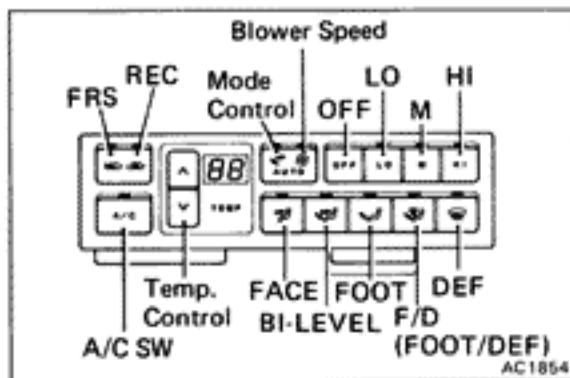 Blower Speed
REC
Mode
Control
LO
HI
FRS
OFF
M
AUTO
OFF
LO
M
HI
88
A/C
TEMP
Temp.
Control
FACE
FOOT
DEF
BI-LEVEL
F/D
(FOOT/DEF)
A/C SW
AC1854